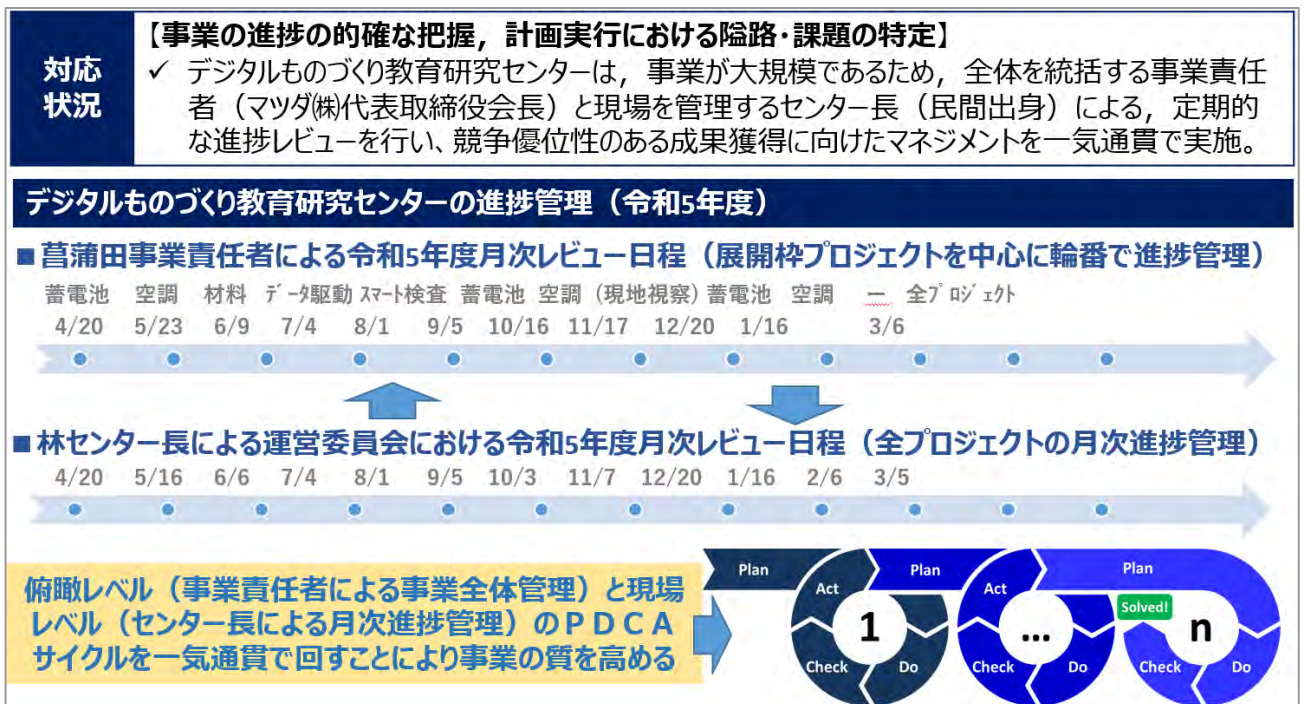 対応
状況
【事業の進捗の的確な把握，計画実行における隘路・課題の特定】
✓ デジタルものづくり教育研究センターは，事業が大規模であるため，全体を統括する事業責任
者（マツダ㈱代表取締役会長）と現場を管理するセンター長（民間出身）による，定期的
な進捗レビューを行い、競争優位性のある成果獲得に向けたマネジメントを一気通貫で実施。
デジタルものづくり教育研究センターの進捗管理（令和5年度）
■菖蒲田事業責任者による令和5年度月次レビュー日程（展開枠プロジェクトを中心に輪番で進捗管理）
蓄電池 空調 材料 ﾃﾞｰﾀ駆動 ｽﾏｰﾄ検査 蓄電池 空調 (現地視察) 蓄電池 空調 ー 全ﾌﾟﾛｼﾞｪｸﾄ
4/20 5/23 6/9 7/4 8/1 9/5 10/16 11/17 12/20 1/16 3/6
■林センター長による運営委員会における令和5年度月次レビュー日程（全プロジェクトの月次進捗管理）
4/20 5/16 6/6 7/4 8/1 9/5 10/3 11/7 12/20 1/16 2/6 3/5
俯瞰レベル（事業責任者による事業全体管理）と現場
レベル（センター長による月次進捗管理）のＰＤＣＡ
サイクルを一気通貫で回すことにより事業の質を高める
Plan
Act
1
Check
Do
Plan
Act
...
Check
Do
Plan
Solved!
n
Check
Do